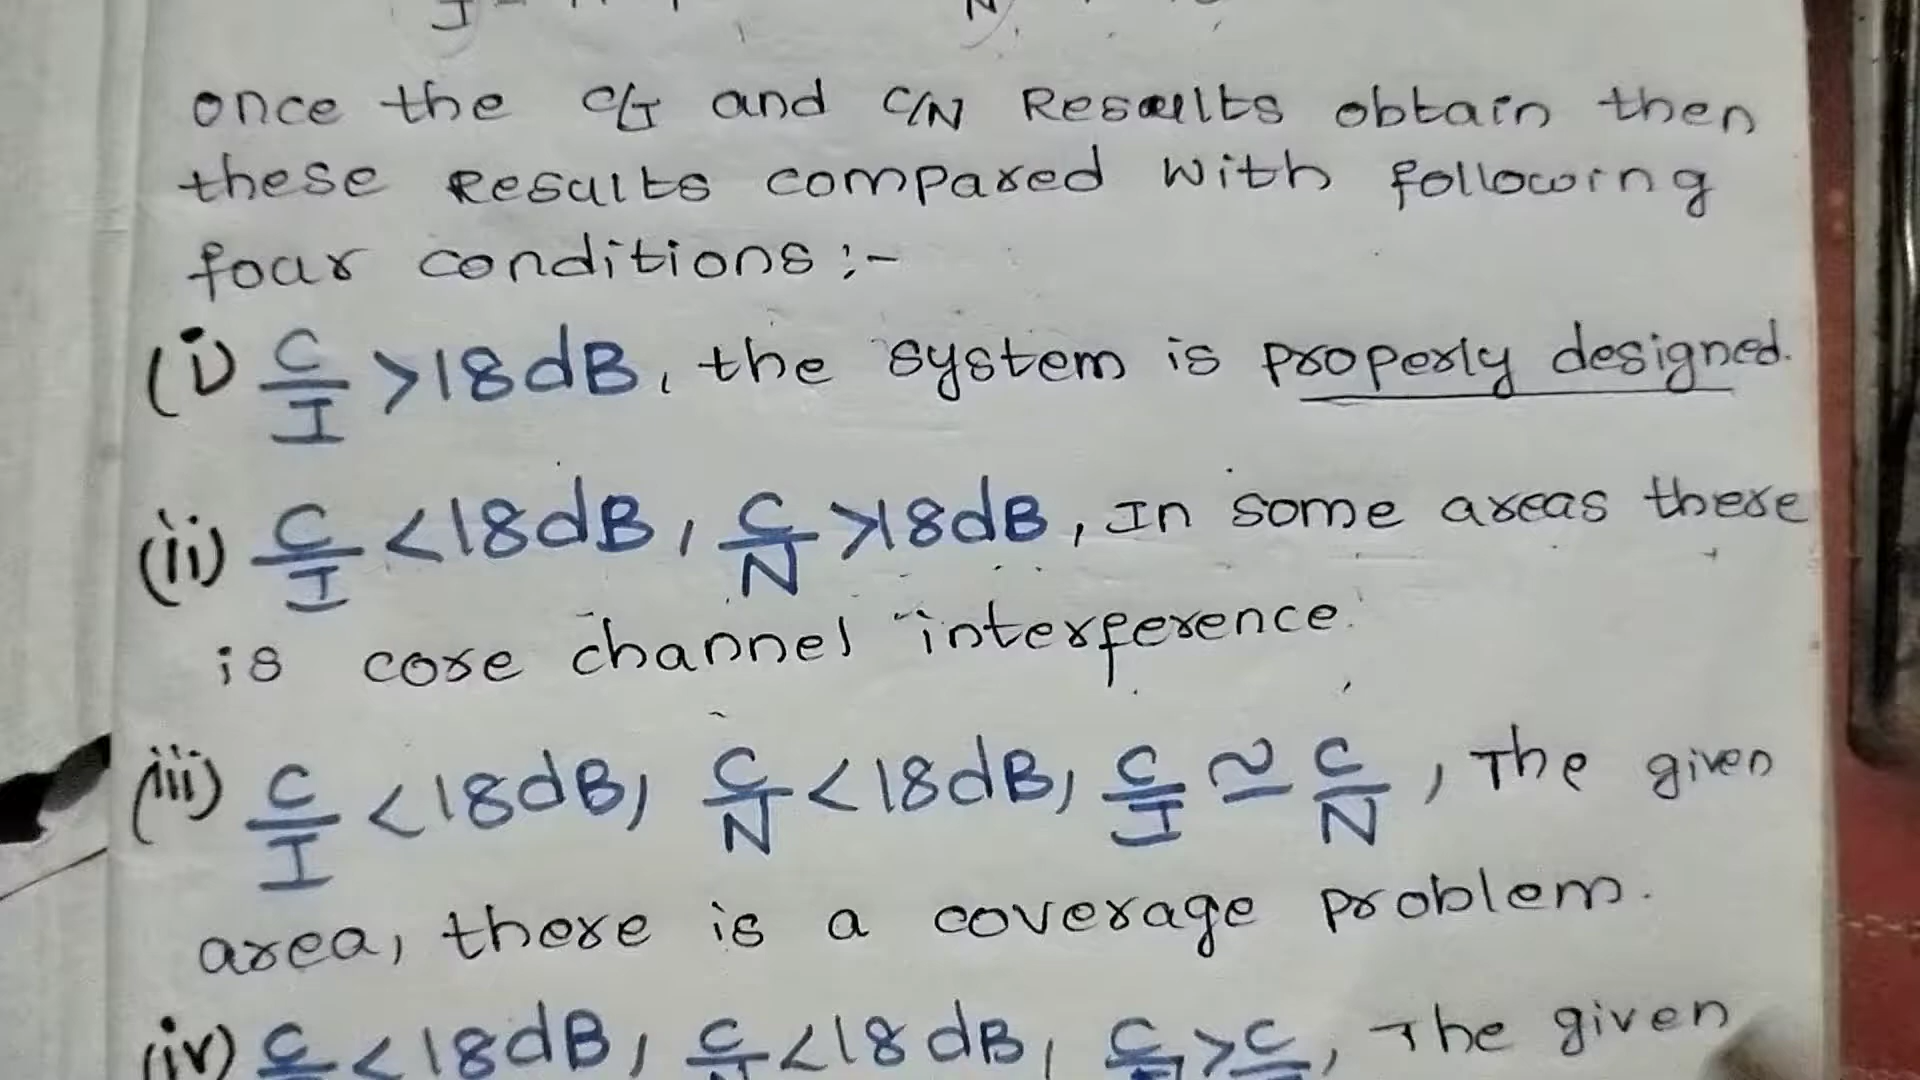 once the C/I and C/N Results obtain then
these Results compared with following
four conditions :-
(i) C/I >18dB, the system is properly designed.
(ii) C/I <18dB, C/N >18dB, In some areas there
is core channel interference.
(iii) C/I <18dB, C/N <18dB, C/I ≃ C/N, The given
area, there is a coverage problem.
(iv) C <18dB, C <18dB, C > C, The given